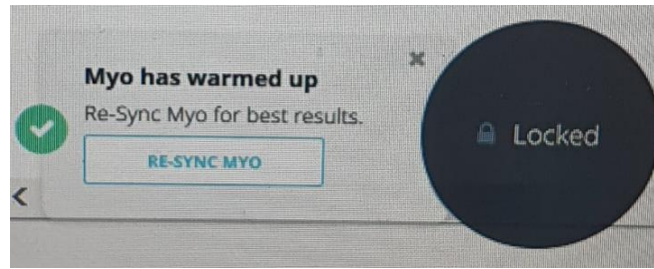 Myo has warmed up
Re-Sync Myo for best results.
RE-SYNC MYO
Locked